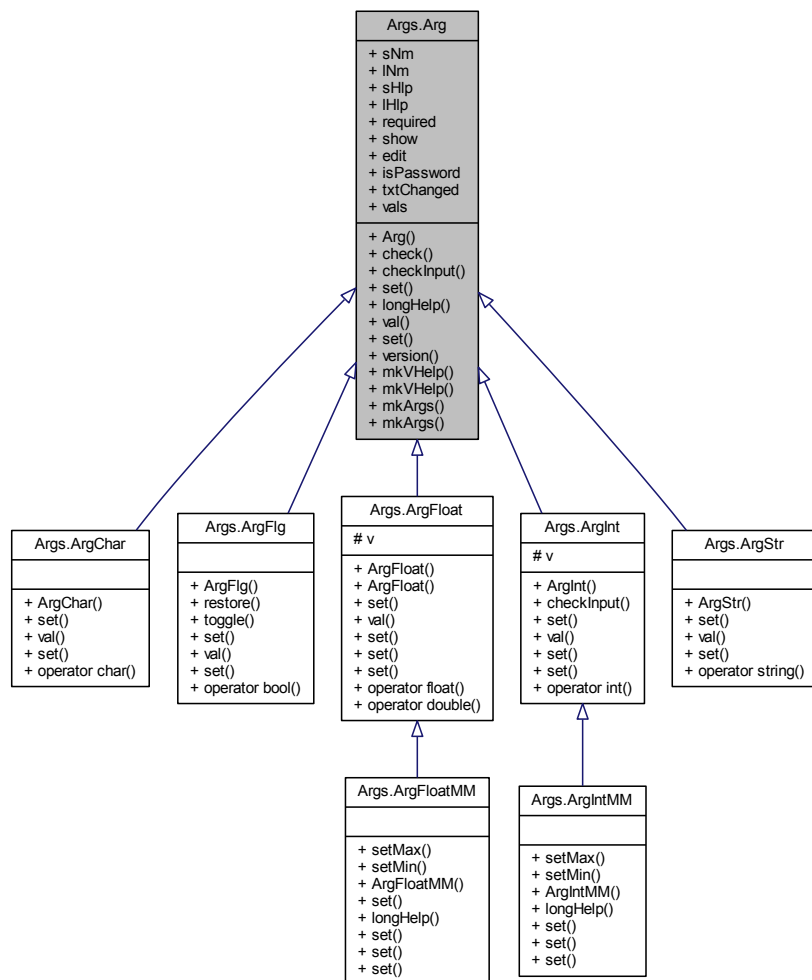 Args.Arg
+ sNm
+ lNm
+ sHlp
+ lHlp
+ required
+ show
+ edit
+ isPassword
+ txtChanged
+ vals
+ Arg()
+ check()
+ checkInput()
+ set()
+ longHelp()
+ val()
+ set()
+ version()
+ mkVHelp()
+ mkVHelp()
+ mkArgs()
+ mkArgs()
Args.ArgChar
+ ArgChar()
+ set()
+ val()
+ set()
+ operator char()
Args.ArgFlg
+ ArgFlg()
+ restore()
+ toggle()
+ set()
+ val()
+ set()
+ operator bool()
Args.ArgFloat
# v
+ ArgFloat()
+ ArgFloat()
+ set()
+ val()
+ set()
+ set()
+ set()
+ operator float()
+ operator double()
Args.ArgInt
# v
+ ArgInt()
+ checkInput()
+ set()
+ val()
+ set()
+ set()
+ operator int()
Args.ArgStr
+ ArgStr()
+ set()
+ val()
+ set()
+ operator string()
Args.ArgFloatMM
+ setMax()
+ setMin()
+ ArgFloatMM()
+ set()
+ longHelp()
+ set()
+ set()
+ set()
Args.ArgIntMM
+ setMax()
+ setMin()
+ ArgIntMM()
+ longHelp()
+ set()
+ set()
+ set()